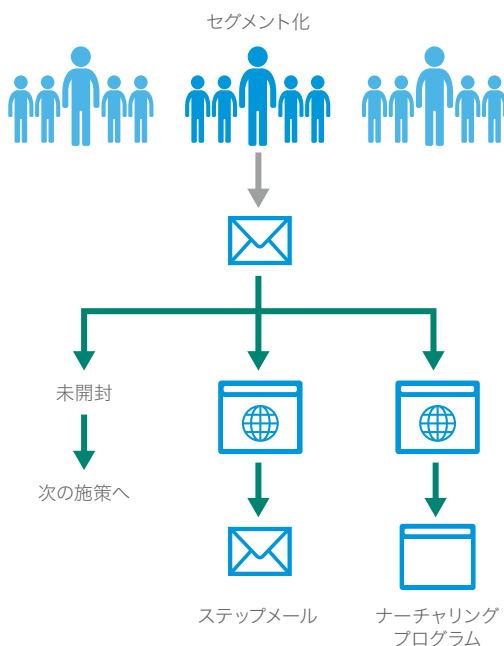 セグメント化
未開封
次の施策へ
ステップメール
ナーチャリング
プログラム